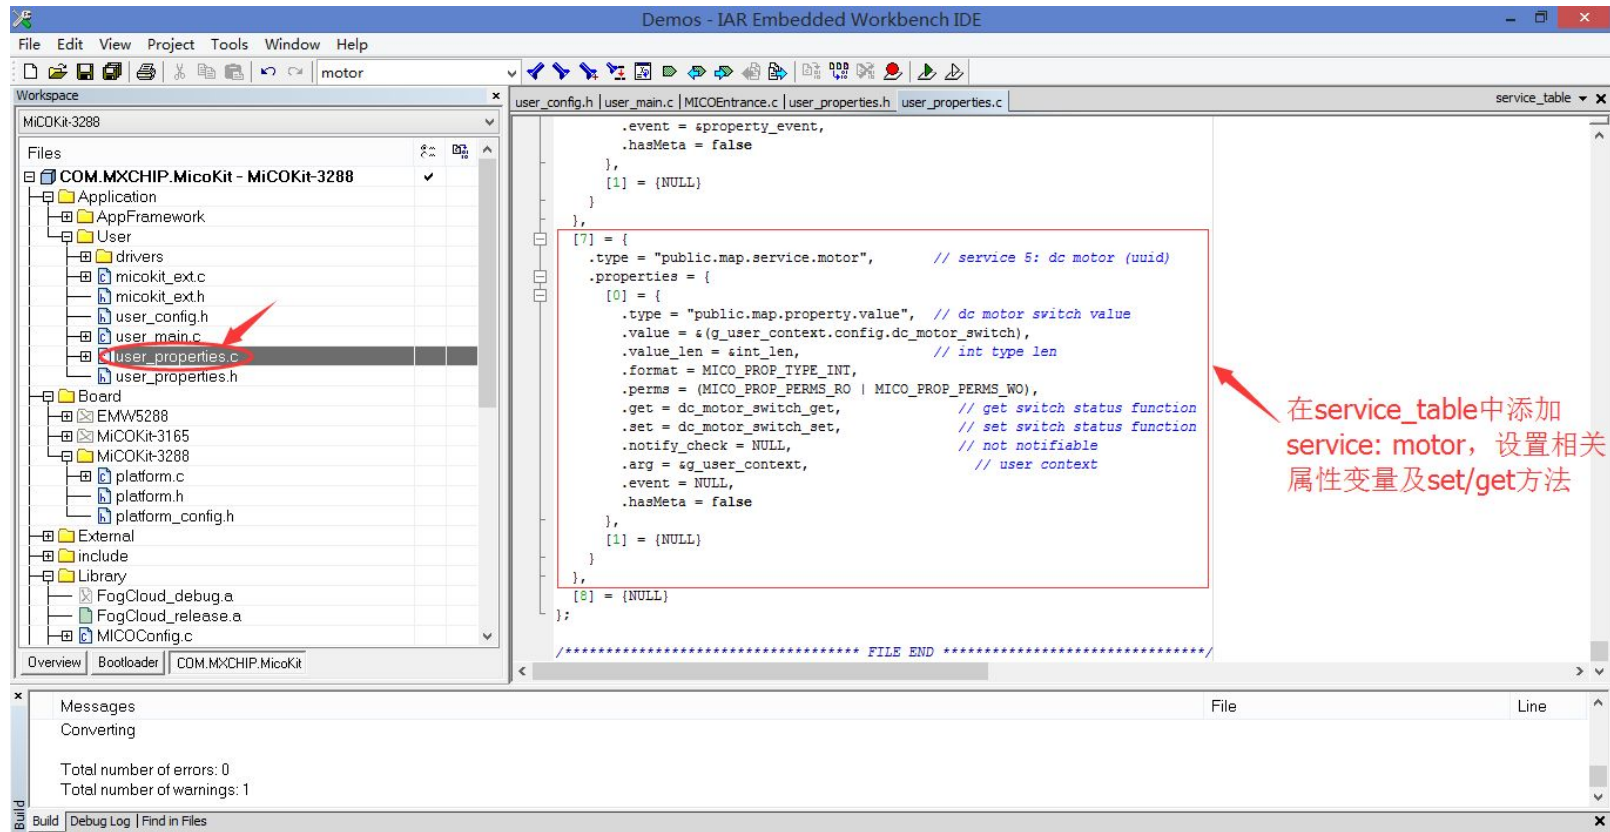 Demos - IAR Embedded Workbench IDE
File Edit View Project Tools Window Help
motor
Workspace
MiCOKit-3288
Files
COM.MXCHIP.MicoKit - MiCOKit-3288
Application
AppFramework
User
drivers
micokit_ext.c
micokit_ext.h
user_config.h
user_main.c
user_properties.c
user_properties.h
Board
EMW5288
MiCOKit-3165
MiCOKit-3288
platform.c
platform.h
platform_config.h
External
include
Library
FogCloud_debug.a
FogCloud_release.a
MICOConfig.c
Overview Bootloader COM.MXCHIP.MicoKit
user_config.h user_main.c MICOEntrance.c user_properties.h user_properties.c
service_table
.event = &property_event,
.hasMeta = false
},
[1] = {NULL}
}
},
[7] = {
.type = "public.map.service.motor", // service 5: dc motor (uuid)
.properties = {
[0] = {
.type = "public.map.property.value", // dc motor switch value
.value = &(g_user_context.config.dc_motor_switch),
.value_len = &int_len, // int type len
.format = MICO_PROP_TYPE_INT,
.perms = (MICO_PROP_PERMS_RO | MICO_PROP_PERMS_WO),
.get = dc_motor_switch_get, // get switch status function
.set = dc_motor_switch_set, // set switch status function
.notify_check = NULL, // not notifiable
.arg = &g_user_context, // user context
.event = NULL,
.hasMeta = false
},
[1] = {NULL}
}
},
[8] = {NULL}
};
/************************************ FILE END ********************************/
在service_table中添加
service: motor，设置相关
属性变量及set/get方法
Messages File Line
Converting
Total number of errors: 0
Total number of warnings: 1
Build
Build Debug Log Find in Files